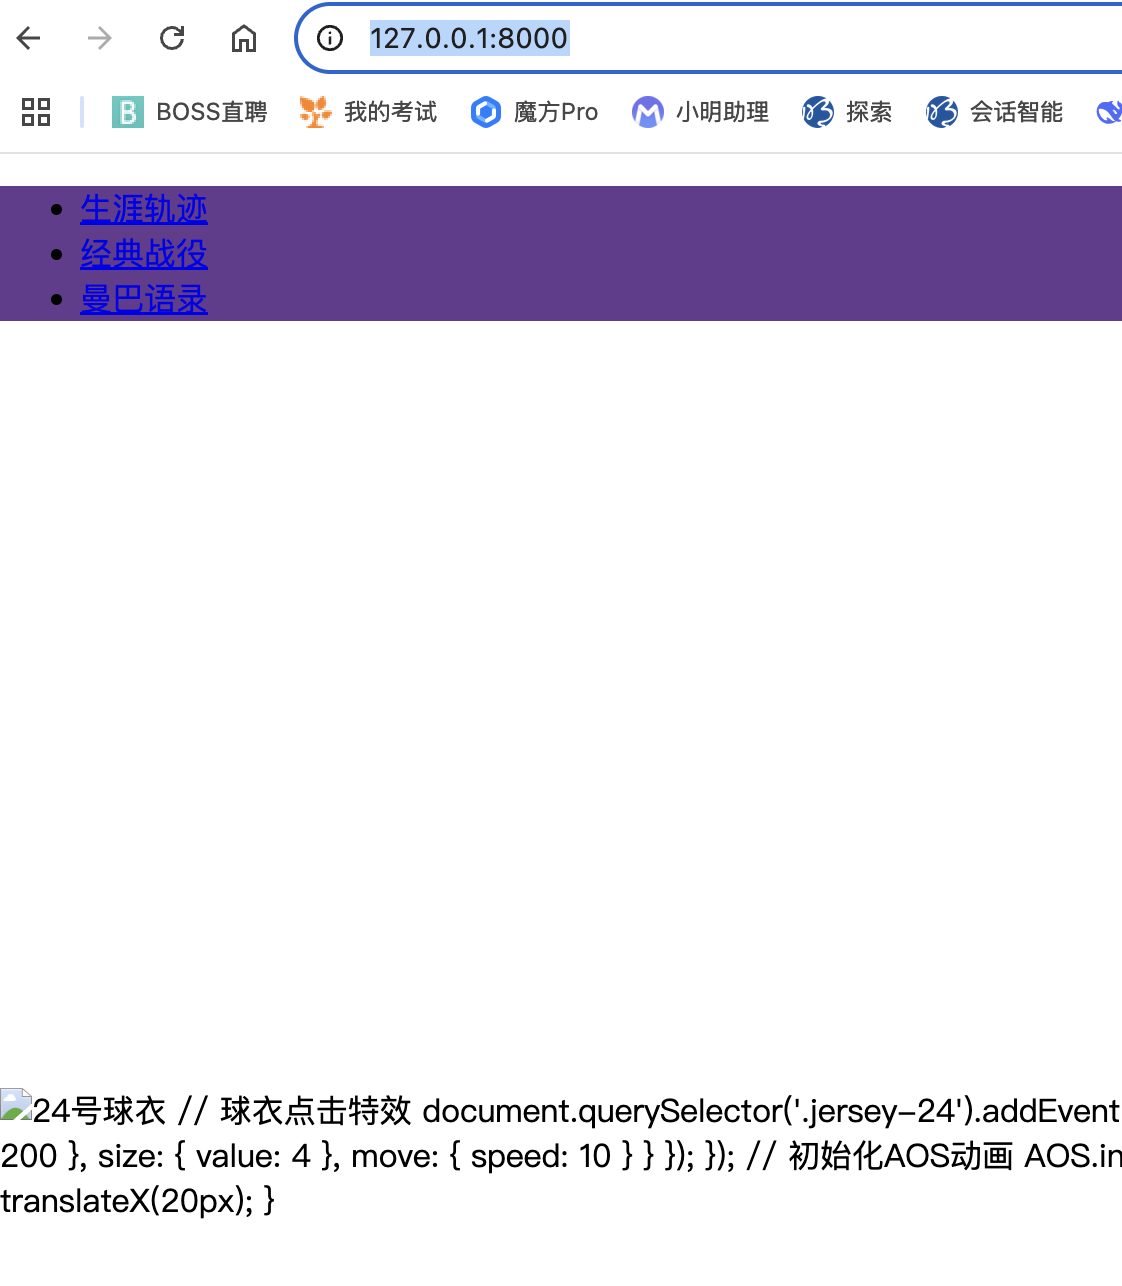 127.0.0.1:8000
BOSS直聘 我的考试 魔方Pro 小明助理 探索 会话智能
生涯轨迹
经典战役
曼巴语录
24号球衣 // 球衣点击特效 document.querySelector('.jersey-24').addEvent
200 }, size: { value: 4 }, move: { speed: 10 } } }); }); // 初始化AOS动画 AOS.in
translateX(20px); }